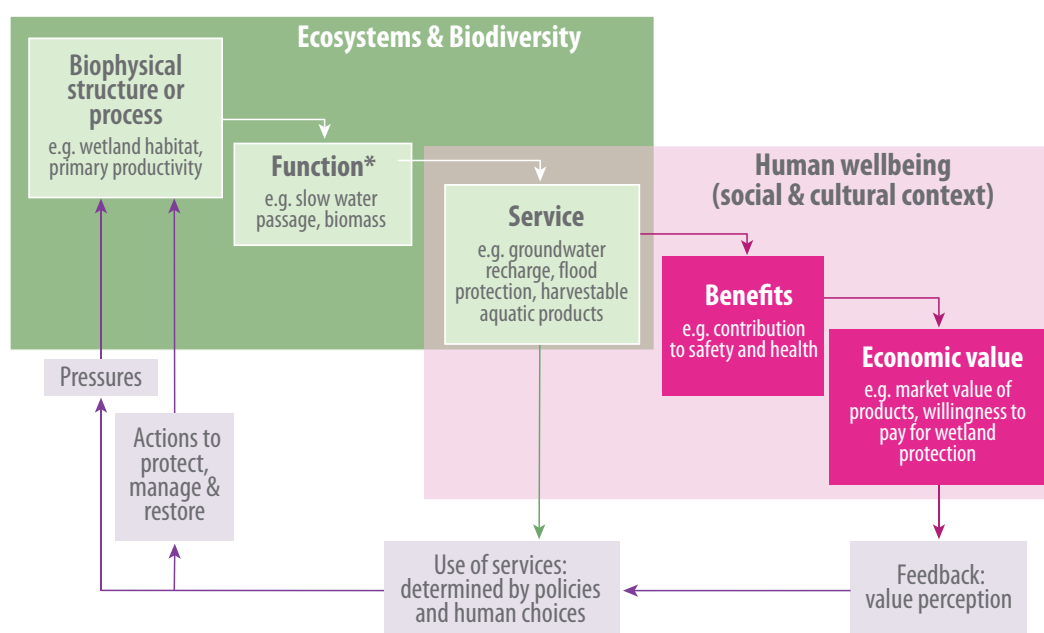 Ecosystems & Biodiversity
Biophysical
structure or
process
e.g. wetland habitat,
primary productivity
Function*
e.g. slow water
passage, biomass
Human wellbeing
(social & cultural context)
Service
e.g. groundwater
recharge, flood
protection, harvestable
aquatic products
Benefits
e.g. contribution
to safety and health
Economic value
e.g. market value of
products, willingness to
pay for wetland
protection
Pressures
Actions to
protect,
manage &
restore
Use of services:
determined by policies
and human choices
Feedback:
value perception